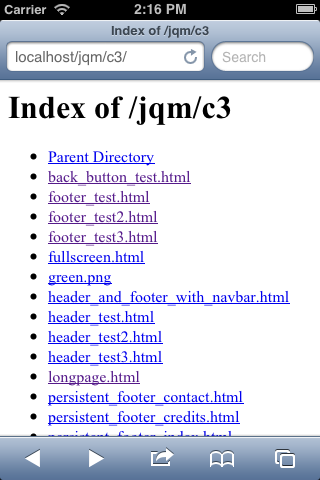 Carrier 2:16 PM
Index of /jqm/c3
localhost/jqm/c3/ Search
Index of /jqm/c3
Parent Directory
back_button_test.html
footer_test.html
footer_test2.html
footer_test3.html
fullscreen.html
green.png
header_and_footer_with_navbar.html
header_test.html
header_test2.html
header_test3.html
longpage.html
persistent_footer_contact.html
persistent_footer_credits.html
persistent_footer_index.html